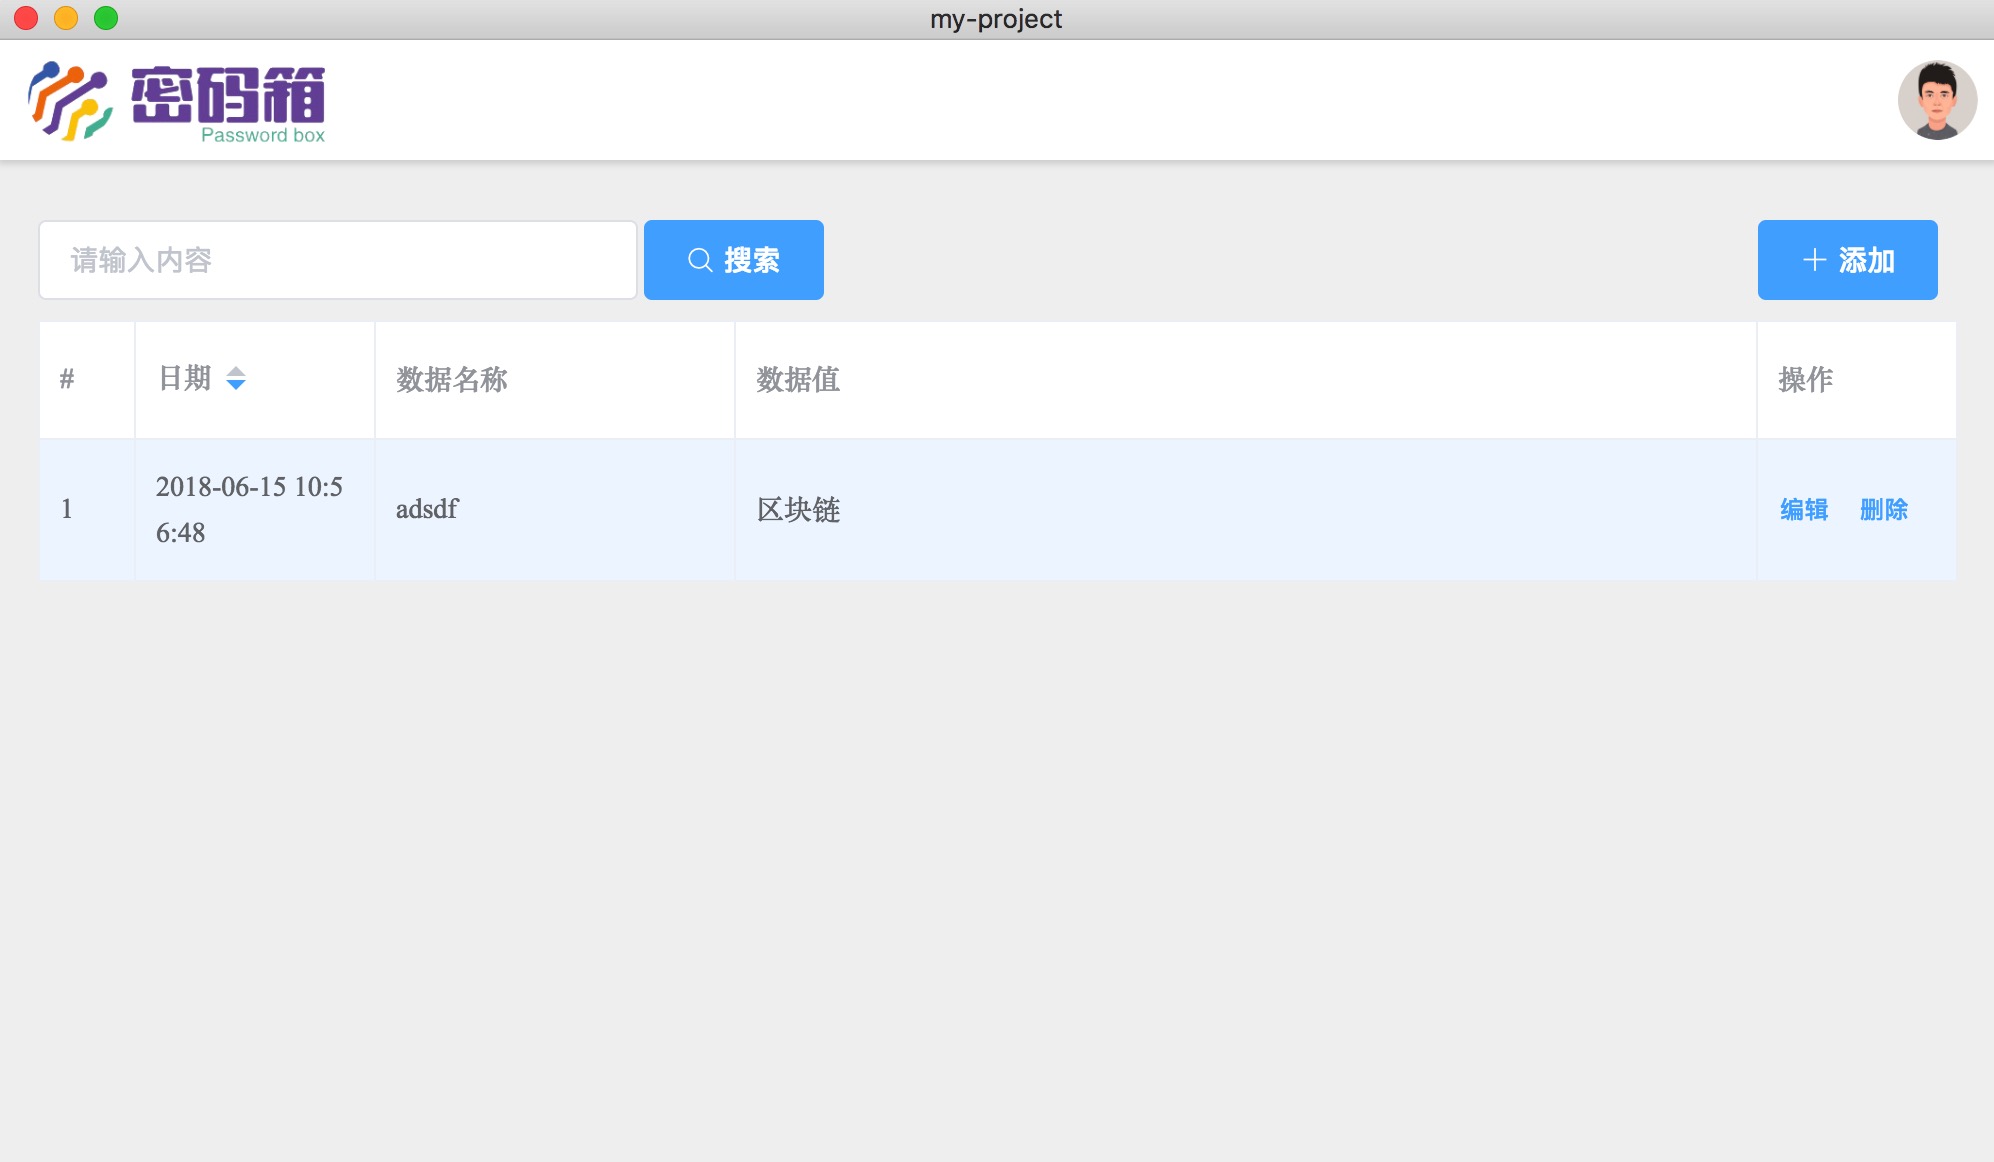 my-project
密码箱
Password box
请输入内容
搜索
添加
# 日期 数据名称 数据值 操作
1 2018-06-15 10:5 adsdf 区块链 编辑 删除
6:48